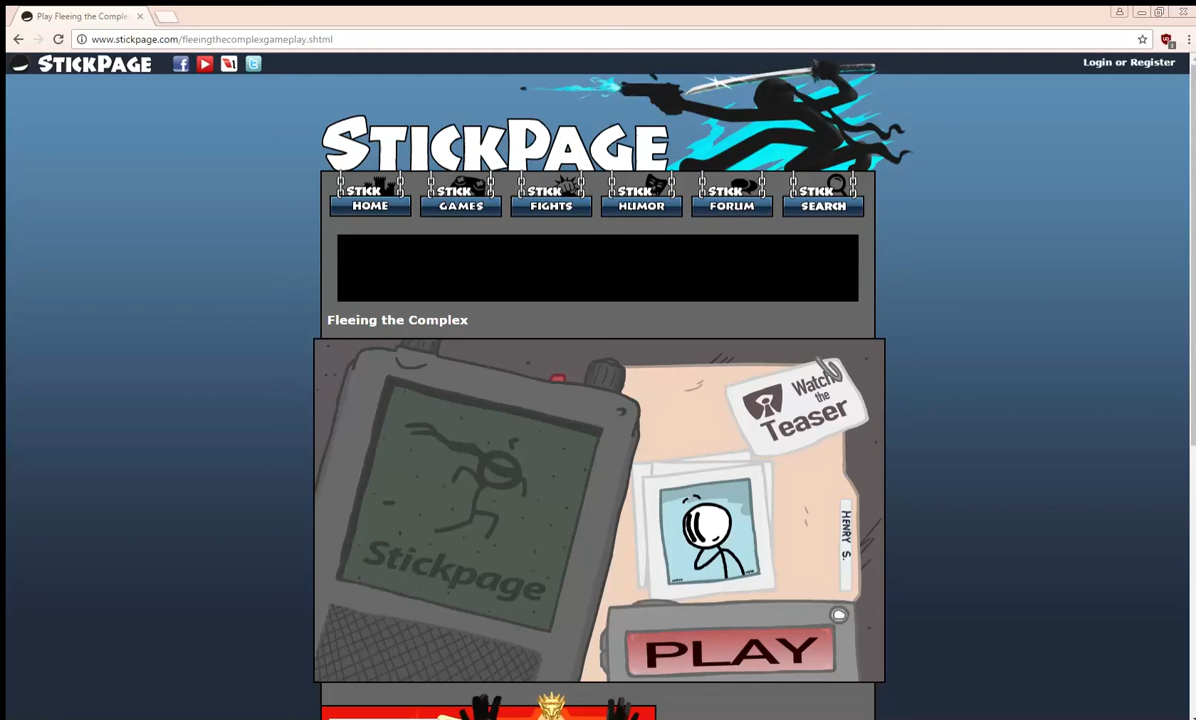 Play Fleeing the Comple
www.stickpage.com/fleeingthecomplexgameplay.shtml
STICKPAGE
Login or Register
STICKPAGE
STICK HOME
STICK GAMES
STICK FIGHTS
STICK HUMOR
STICK FORUM
STICK SEARCH
Fleeing the Complex
Watch
the
Teaser
Stickpage
HENRY S.
PLAY